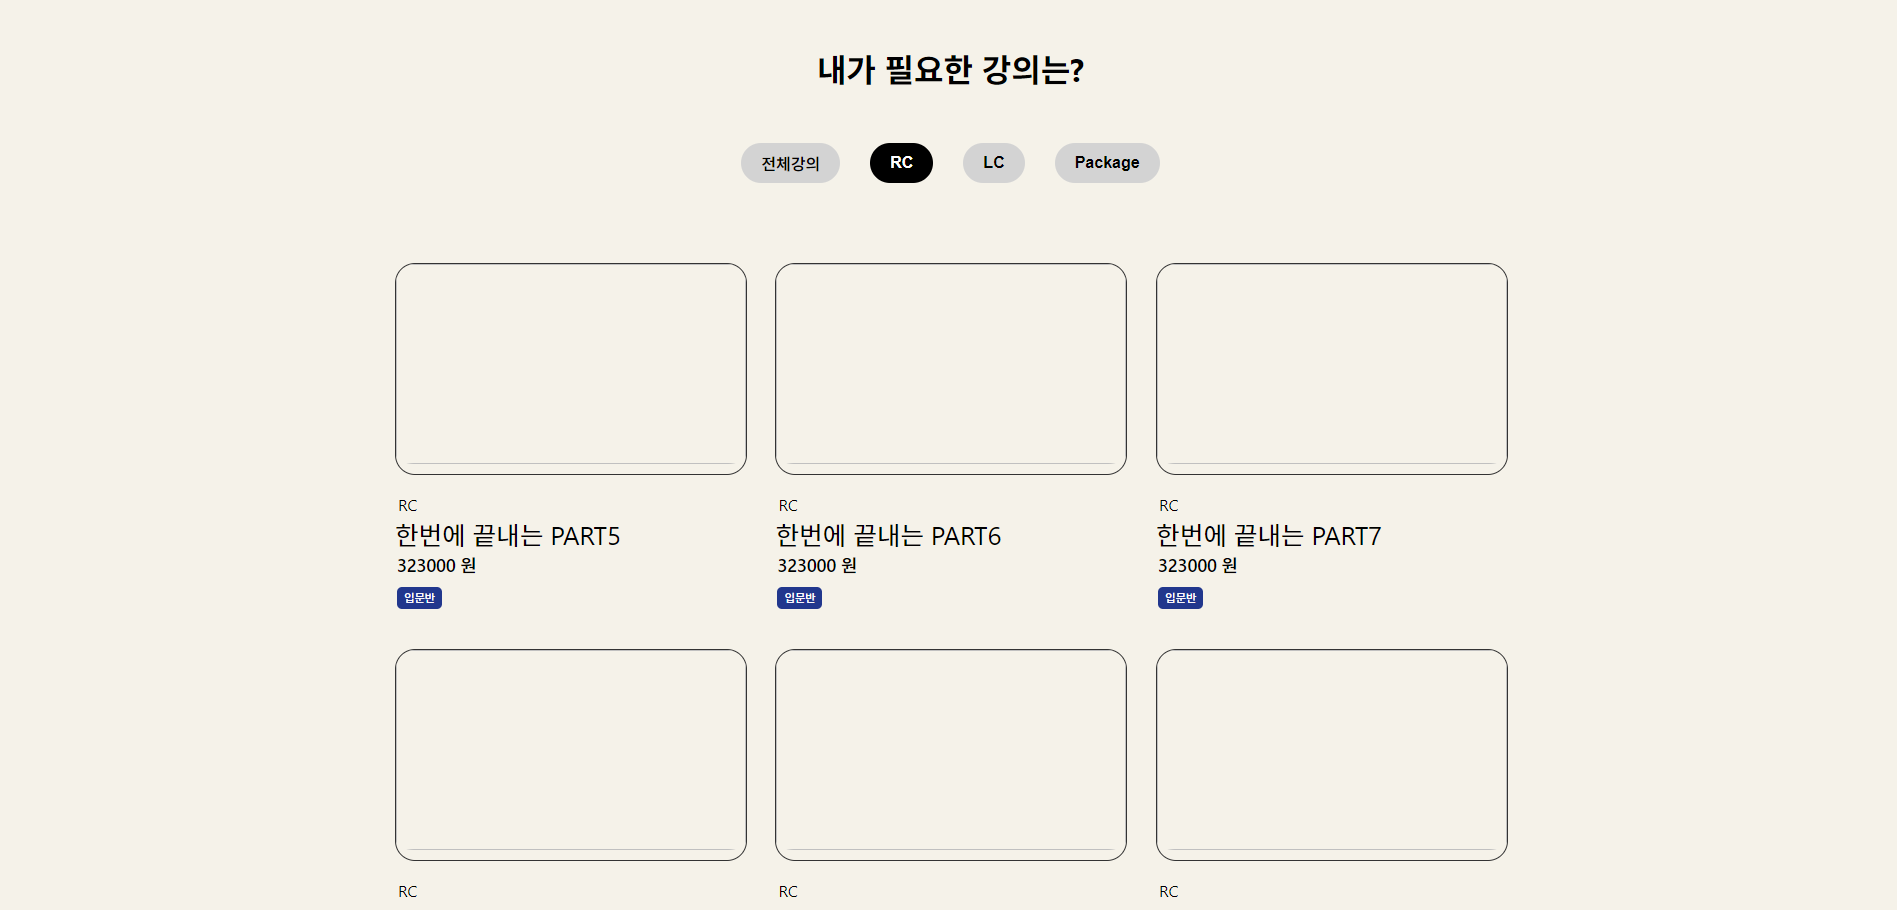 내가 필요한 강의는?
전체강의 RC LC Package
RC RC RC
한번에 끝내는 PART5 한번에 끝내는 PART6 한번에 끝내는 PART7
323000 원 323000 원 323000 원
입문반 입문반 입문반
RC RC RC